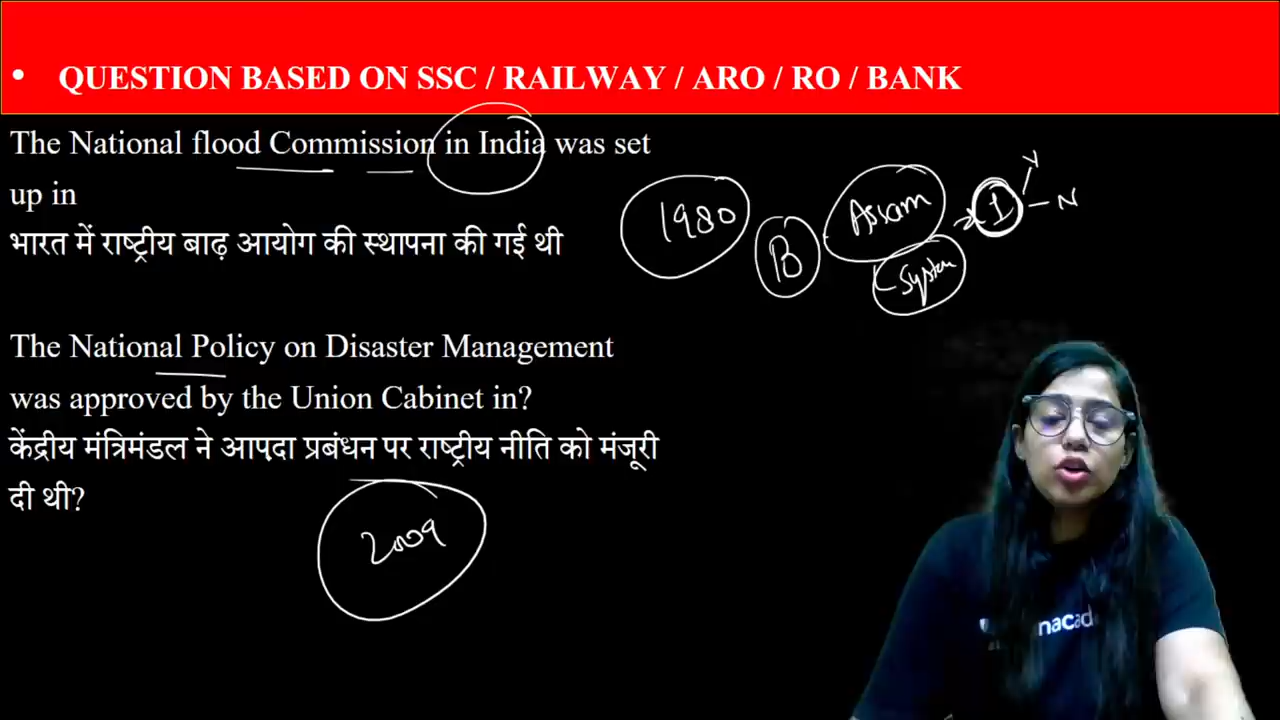 • QUESTION BASED ON SSC / RAILWAY / ARO / RO / BANK
The National flood Commission in India was set
up in
भारत में राष्ट्रीय बाढ़ आयोग की स्थापना की गई थी
1980
B
Assam
System
1
Y
N
The National Policy on Disaster Management
was approved by the Union Cabinet in?
केंद्रीय मंत्रिमंडल ने आपदा प्रबंधन पर राष्ट्रीय नीति को मंजूरी
दी थी?
2009